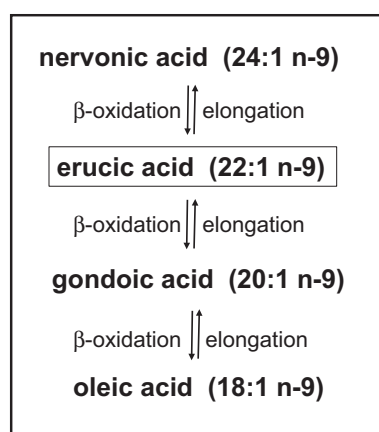 nervonic acid (24:1 n-9)
β-oxidation elongation
erucic acid (22:1 n-9)
β-oxidation elongation
gondoic acid (20:1 n-9)
β-oxidation elongation
oleic acid (18:1 n-9)